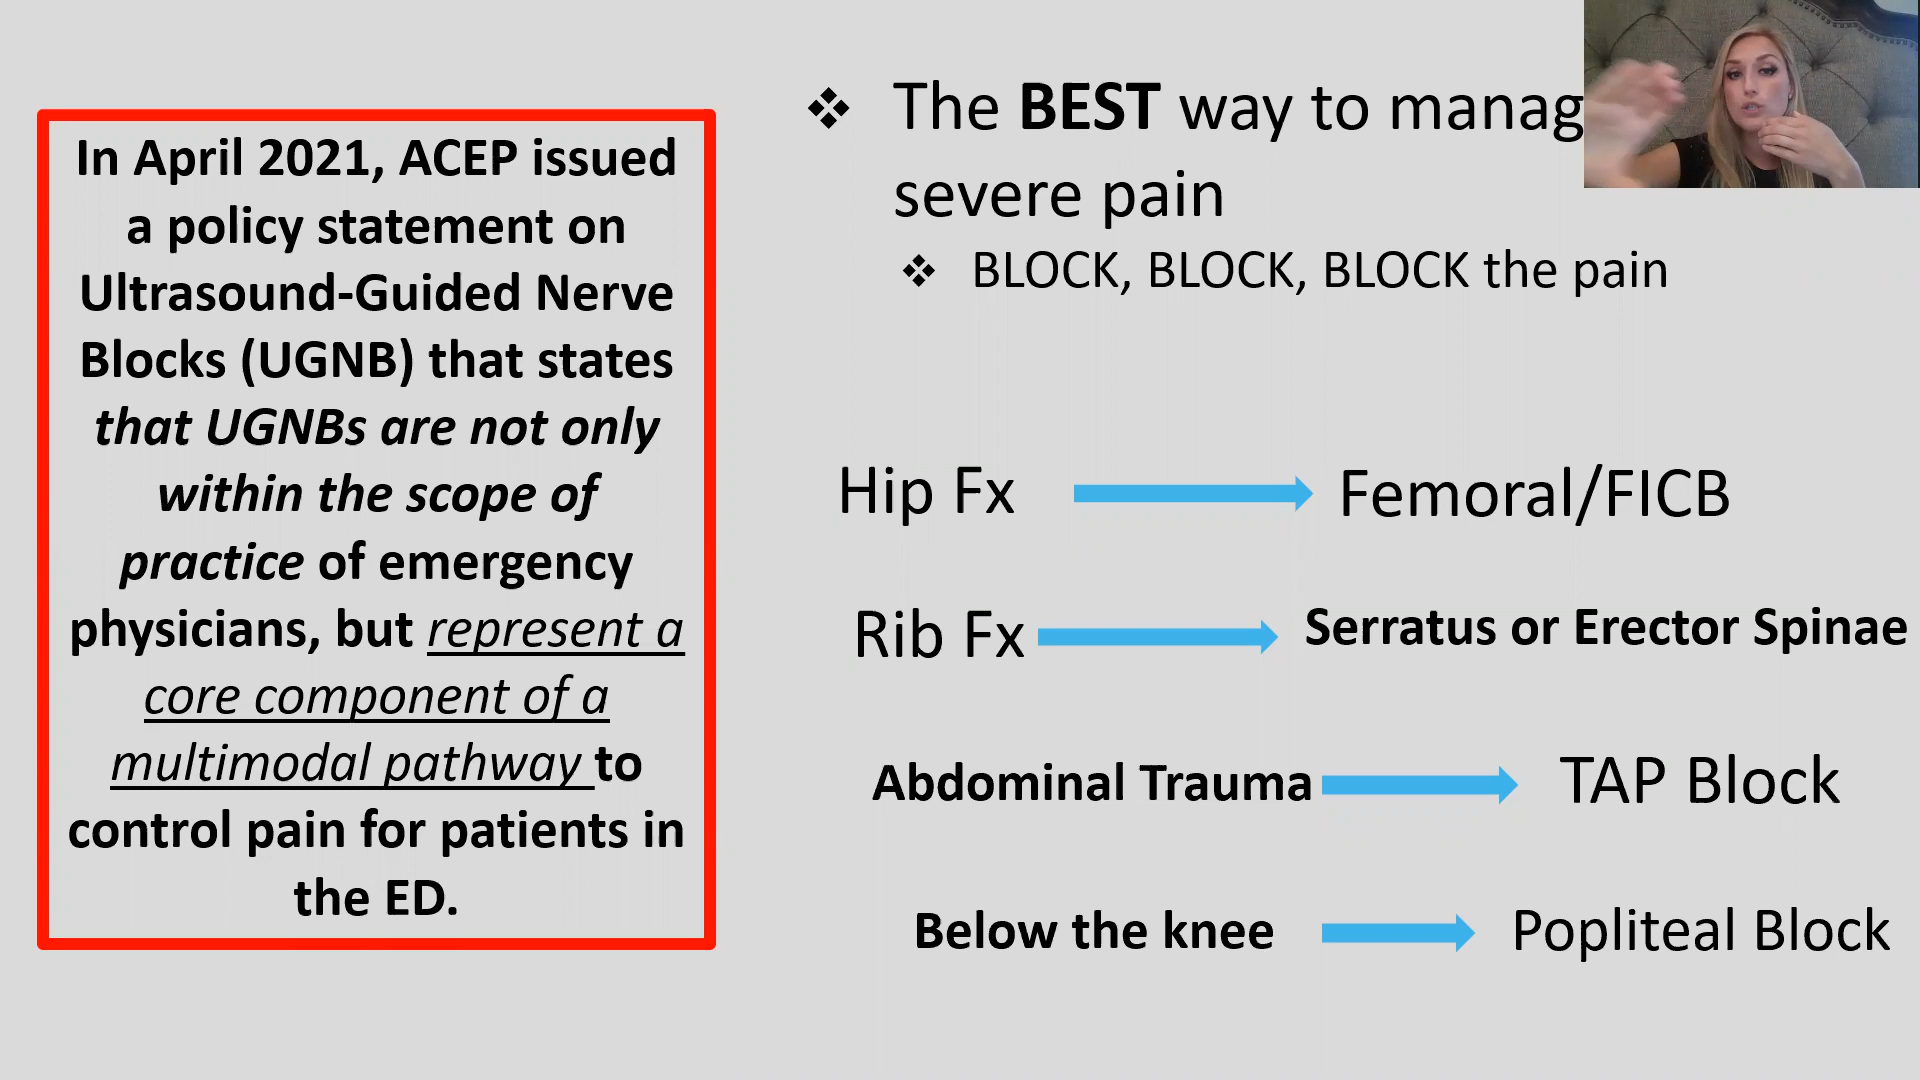 In April 2021, ACEP issued
a policy statement on
Ultrasound-Guided Nerve
Blocks (UGNB) that states
that UGNBs are not only
within the scope of
practice of emergency
physicians, but represent a
core component of a
multimodal pathway to
control pain for patients in
the ED.
❖ The BEST way to manag
severe pain
❖ BLOCK, BLOCK, BLOCK the pain
Hip Fx Femoral/FICB
Rib Fx Serratus or Erector Spinae
Abdominal Trauma TAP Block
Below the knee Popliteal Block